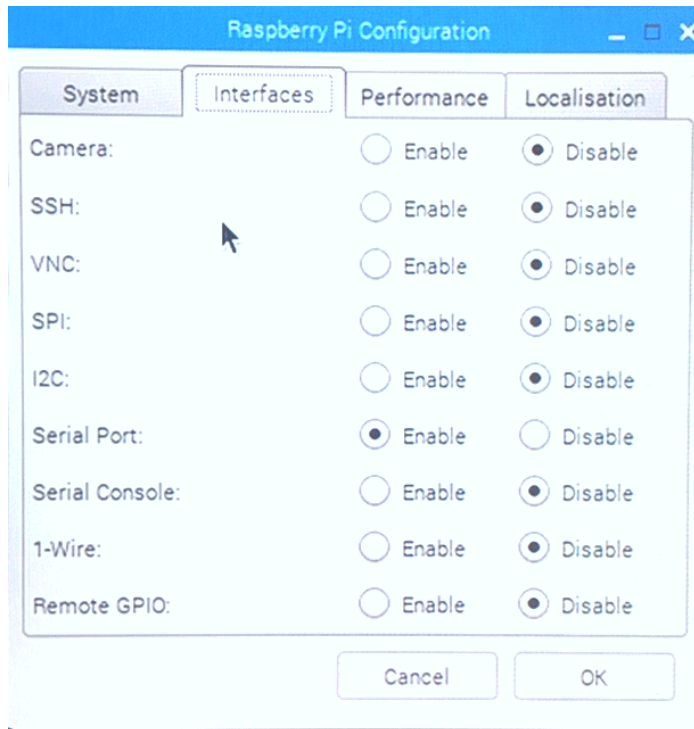 Raspberry Pi Configuration
System Interfaces Performance Localisation
Camera: Enable Disable
SSH: Enable Disable
VNC: Enable Disable
SPI: Enable Disable
I2C: Enable Disable
Serial Port: Enable Disable
Serial Console: Enable Disable
1-Wire: Enable Disable
Remote GPIO: Enable Disable
Cancel OK